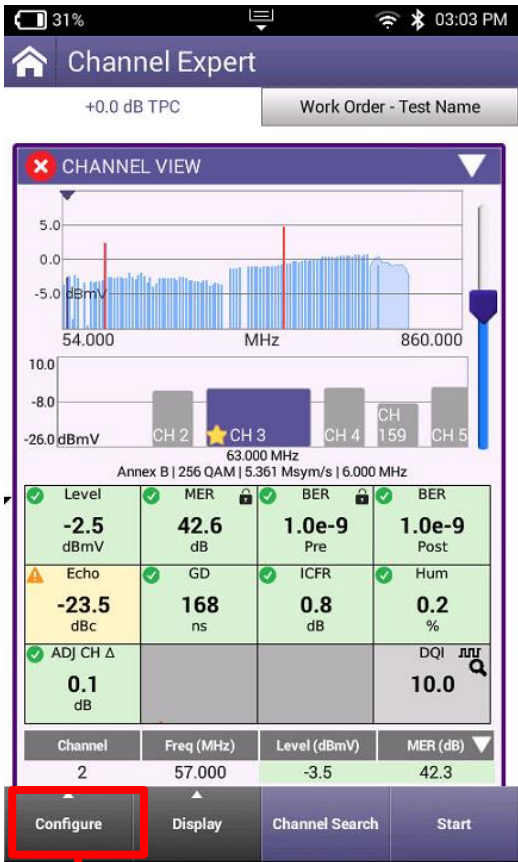 31%
03:03 PM
Channel Expert
+0.0 dB TPC
Work Order - Test Name
CHANNEL VIEW
5.0
0.0
-5.0 dBmV
54.000 MHz 860.000
10.0
-8.0
-26.0 dBmV
CH 2 CH 3 CH 4 CH 159 CH 5
63.000 MHz
Annex B | 256 QAM | 5.361 Msym/s | 6.000 MHz
Level MER BER BER
-2.5 42.6 1.0e-9 1.0e-9
dBmV dB Pre Post
Echo GD ICFR Hum
-23.5 168 0.8 0.2
dBc ns dB %
ADJ CH Δ DQI
0.1 10.0
dB
Channel Freq (MHz) Level (dBmV) MER (dB)
2 57.000 -3.5 42.3
Configure Display Channel Search Start